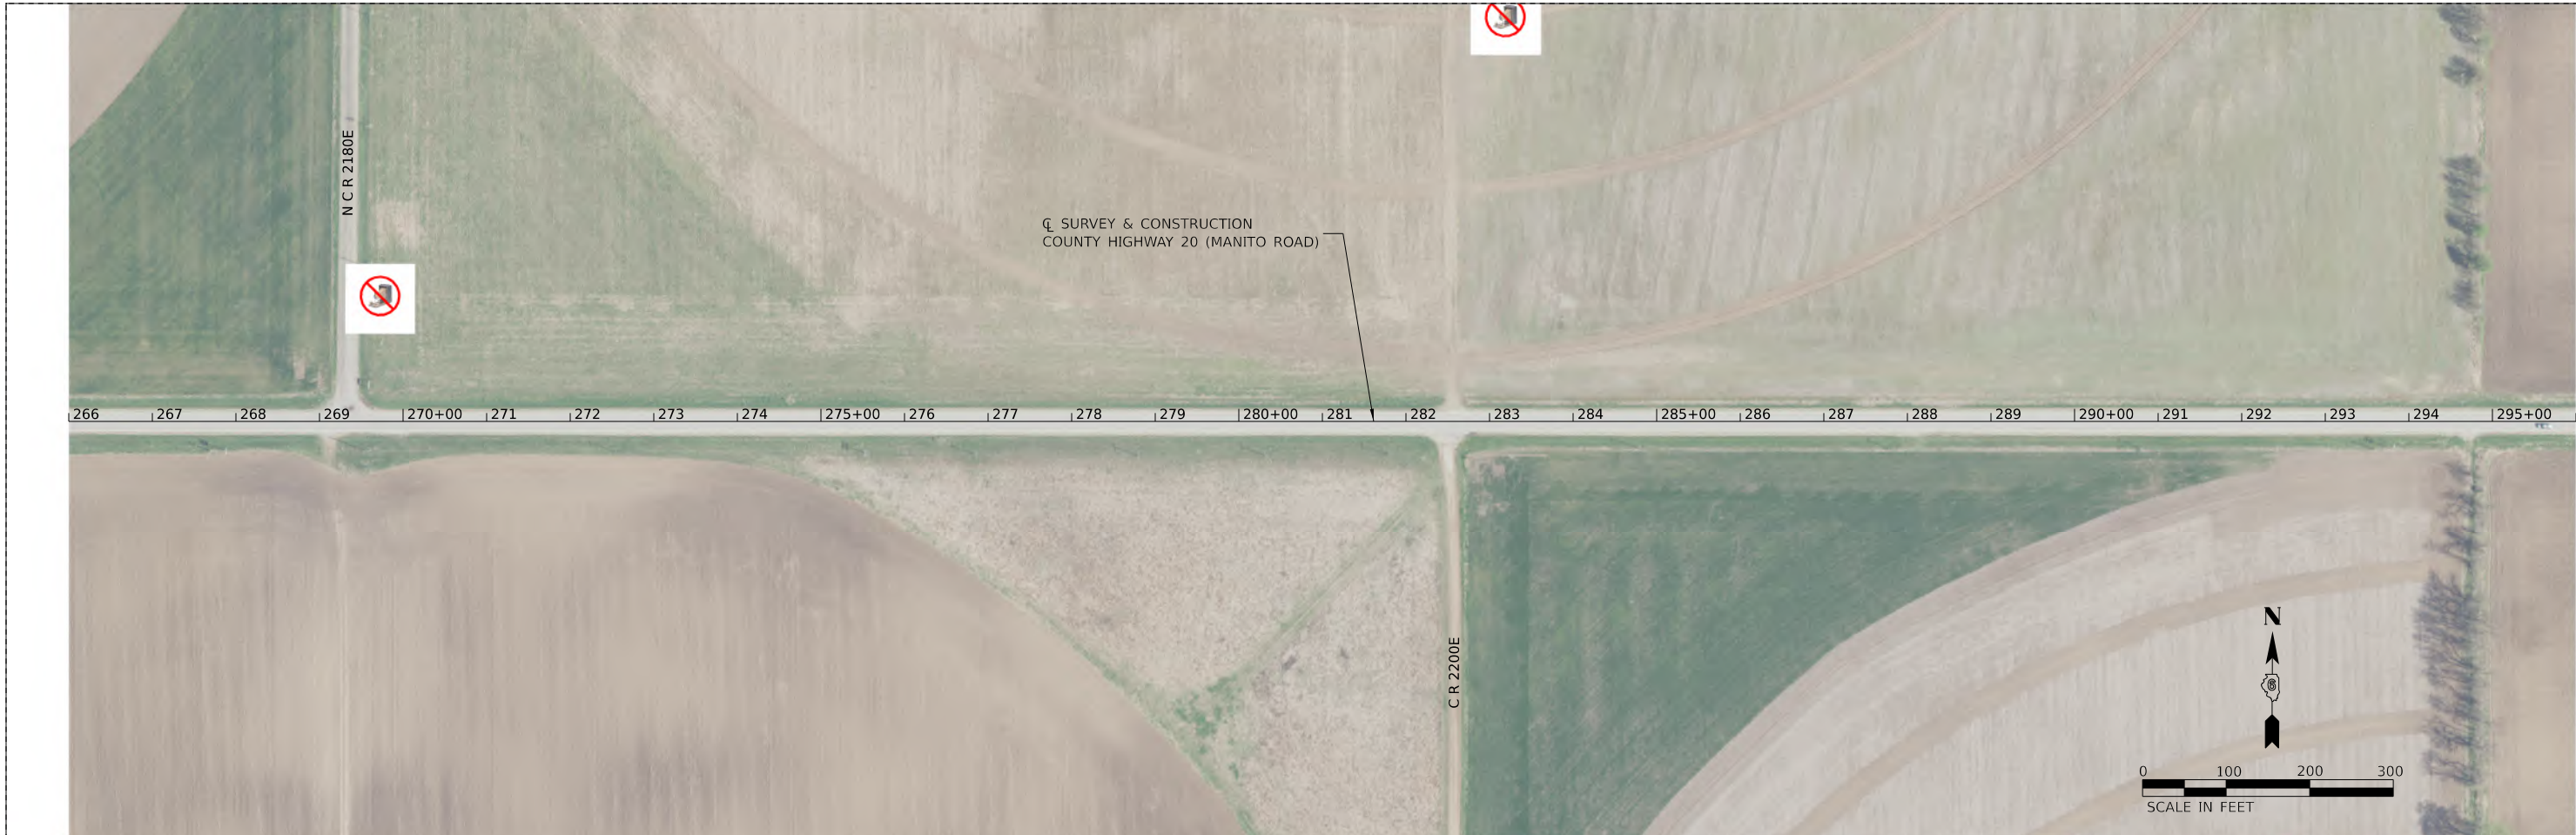 N C R 2180E
℄ SURVEY & CONSTRUCTION
COUNTY HIGHWAY 20 (MANITO ROAD)
266 267 268 269 270+00 271 272 273 274 275+00 276 277 278 279 280+00 281 282 283 284 285+00 286 287 288 289 290+00 291 292 293 294 295+00
C R 2200E
N
6
0 100 200 300
SCALE IN FEET